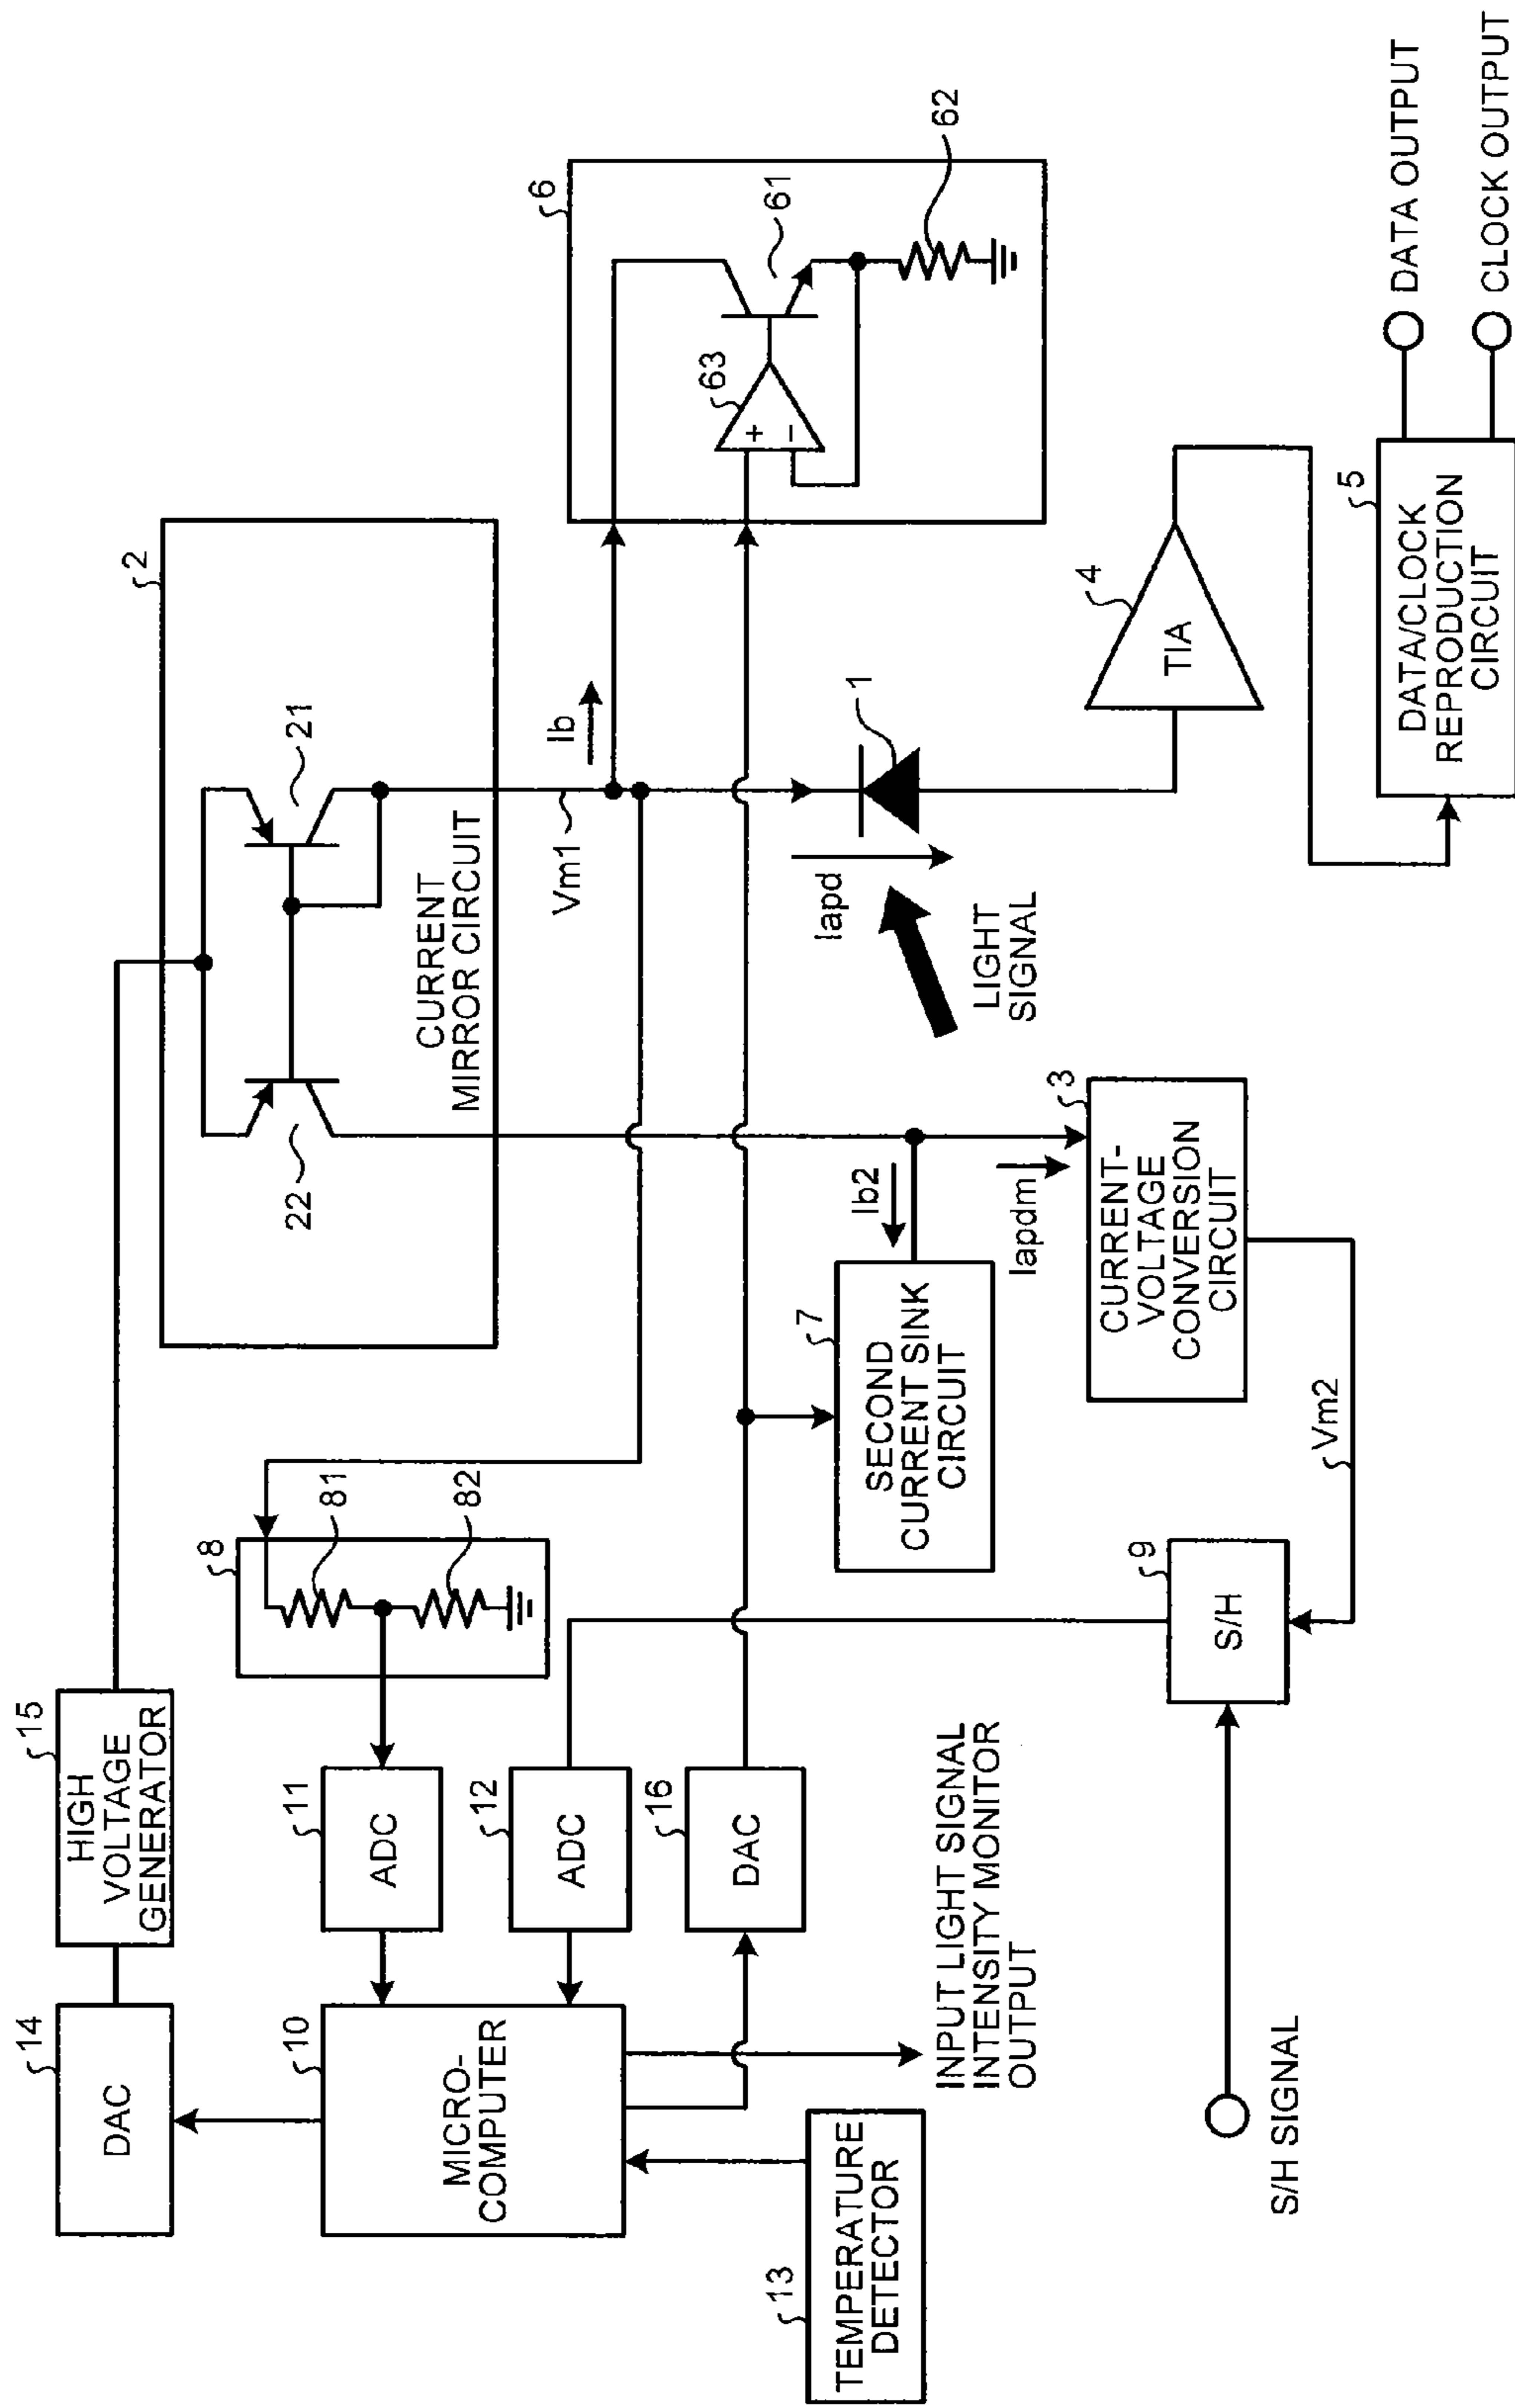 14
DAC
15
HIGH
VOLTAGE
GENERATOR
2
22
21
CURRENT
MIRROR CIRCUIT
10
MICRO-
COMPUTER
11
ADC
12
ADC
16
DAC
8
81
82
13
TEMPERATURE
DETECTOR
INPUT LIGHT SIGNAL
INTENSITY MONITOR
OUTPUT
7
SECOND
CURRENT SINK
CIRCUIT
Ib2
Iapdm
Vm1
Ib
Iapd
1
LIGHT
SIGNAL
6
63
+
-
61
62
S/H SIGNAL
9
S/H
Vm2
3
CURRENT-
VOLTAGE
CONVERSION
CIRCUIT
4
TIA
5
DATA/CLOCK
REPRODUCTION
CIRCUIT
DATA OUTPUT
CLOCK OUTPUT